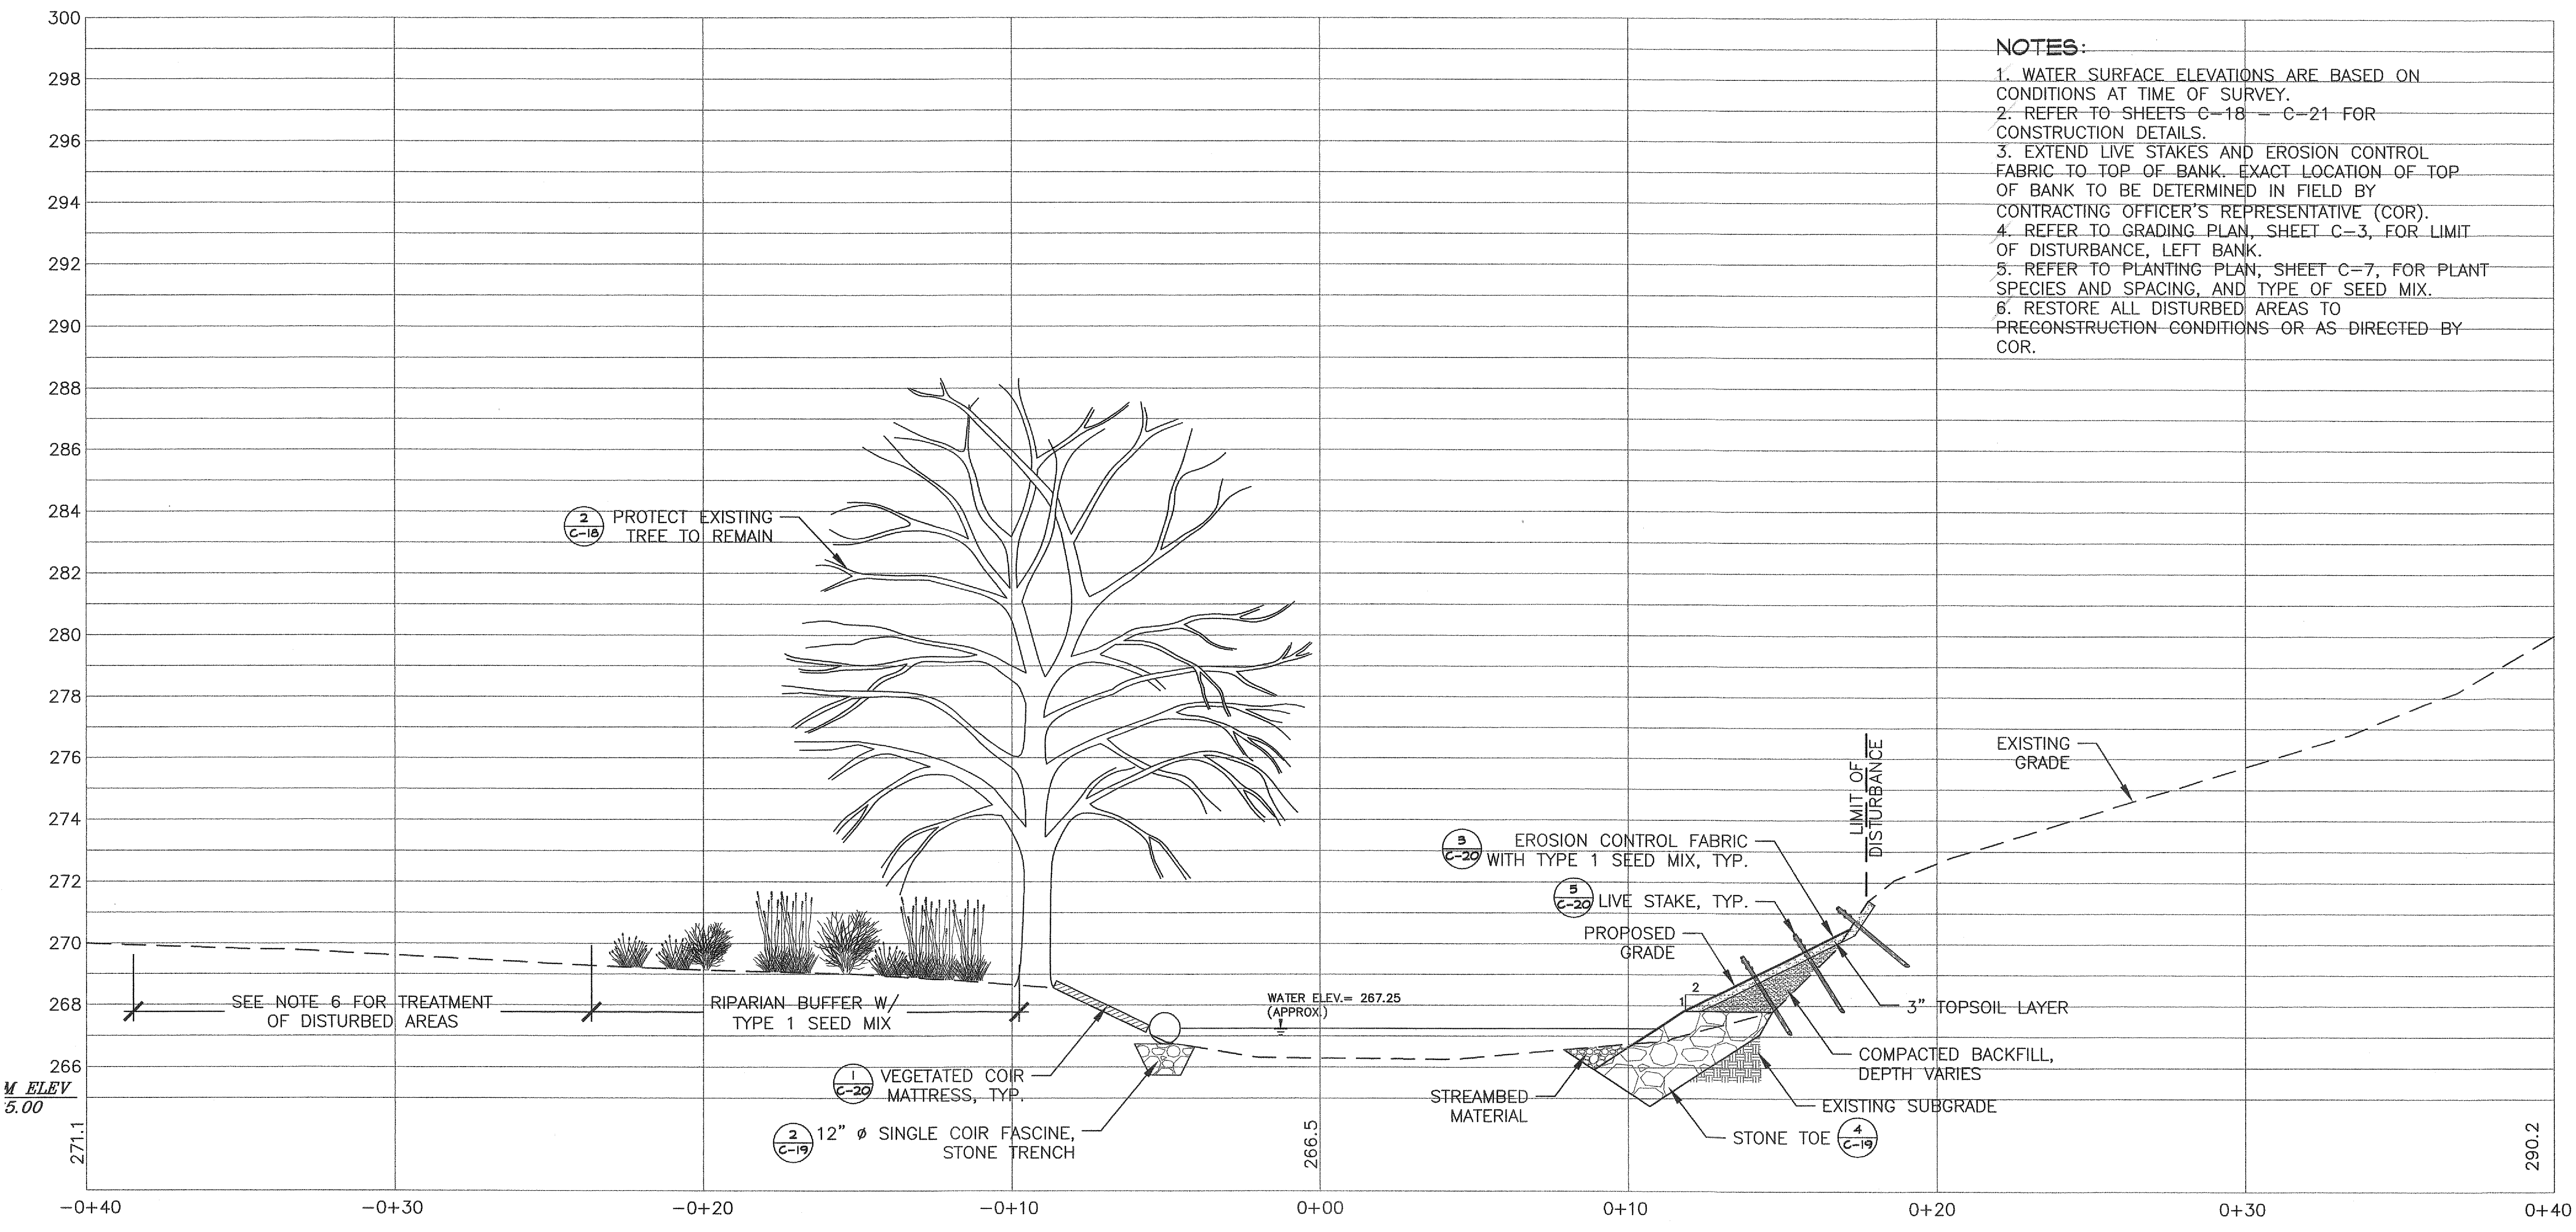 300
298
296
294
292
290
288
286
284
282
280
278
276
274
272
270
268
266
M ELEV
5.00
NOTES:
1. WATER SURFACE ELEVATIONS ARE BASED ON
CONDITIONS AT TIME OF SURVEY.
2. REFER TO SHEETS C-18 - C-21 FOR
CONSTRUCTION DETAILS.
3. EXTEND LIVE STAKES AND EROSION CONTROL
FABRIC TO TOP OF BANK. EXACT LOCATION OF TOP
OF BANK TO BE DETERMINED IN FIELD BY
CONTRACTING OFFICER'S REPRESENTATIVE (COR).
4. REFER TO GRADING PLAN, SHEET C-3, FOR LIMIT
OF DISTURBANCE, LEFT BANK.
5. REFER TO PLANTING PLAN, SHEET C-7, FOR PLANT
SPECIES AND SPACING, AND TYPE OF SEED MIX.
6. RESTORE ALL DISTURBED AREAS TO
PRECONSTRUCTION CONDITIONS OR AS DIRECTED BY
COR.
2
C-18
PROTECT EXISTING
TREE TO REMAIN
EXISTING
GRADE
LIMIT OF
DISTURBANCE
3
C-20
EROSION CONTROL FABRIC
WITH TYPE 1 SEED MIX, TYP.
5
C-20
LIVE STAKE, TYP.
PROPOSED
GRADE
2
1
SEE NOTE 6 FOR TREATMENT
OF DISTURBED AREAS
RIPARIAN BUFFER W/
TYPE 1 SEED MIX
WATER ELEV.= 267.25
(APPROX.)
3" TOPSOIL LAYER
COMPACTED BACKFILL,
DEPTH VARIES
1
C-20
VEGETATED COIR
MATTRESS, TYP.
STREAMBED
MATERIAL
EXISTING SUBGRADE
2
C-19
12" ø SINGLE COIR FASCINE,
STONE TRENCH
STONE TOE
4
C-19
271.1
266.5
290.2
-0+40
-0+30
-0+20
-0+10
0+00
0+10
0+20
0+30
0+40